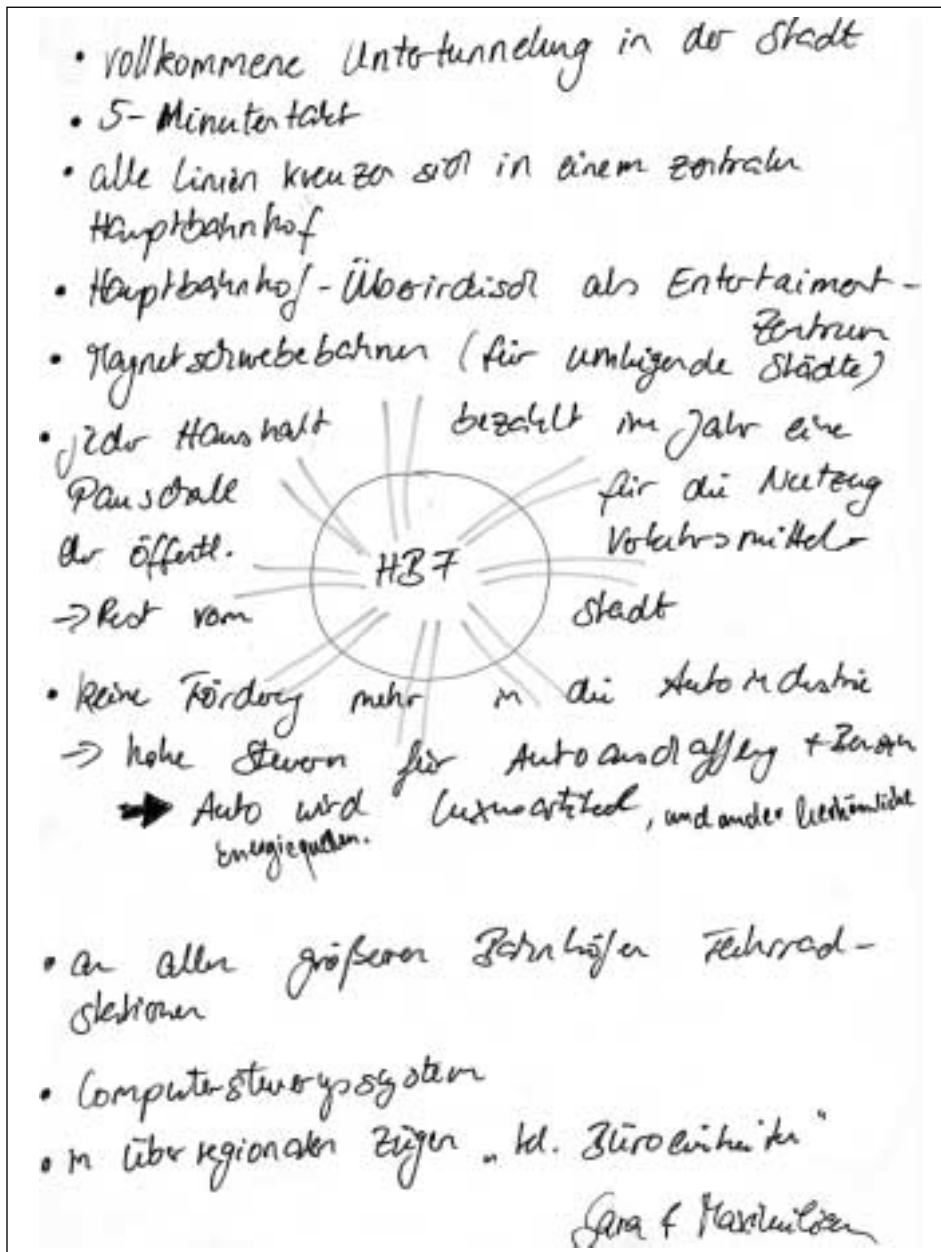 • vollkommene Untertunnelung in der Stadt
• 5-Minutentakt
• alle Linien kreuzen sich in einem zentralen
Hauptbahnhof
• Hauptbahnhof-Überirdisch als Entertaiment-
Zentrum
• Magnetschwebebahnen (für umliegende Städte)
• jeder Haushalt bezahlt im Jahr eine
Pauschale für die Nutzung
der öffentl. Verkehrsmittel
HBF
→ Rest vom Stadt
• keine Förderung mehr in die Autoindustrie
→ hohe Steuern für Autoanschaffung + Benzin
➡ Auto wird Luxusartikel, und andere herkömmliche
Energiequellen.
• an allen größeren Bahnhöfen Fahrrad-
stationen
• Computersteuerungssystem
• in überregionalen Zügen „kl. Büroeinheiten"
Sara & Maximilian